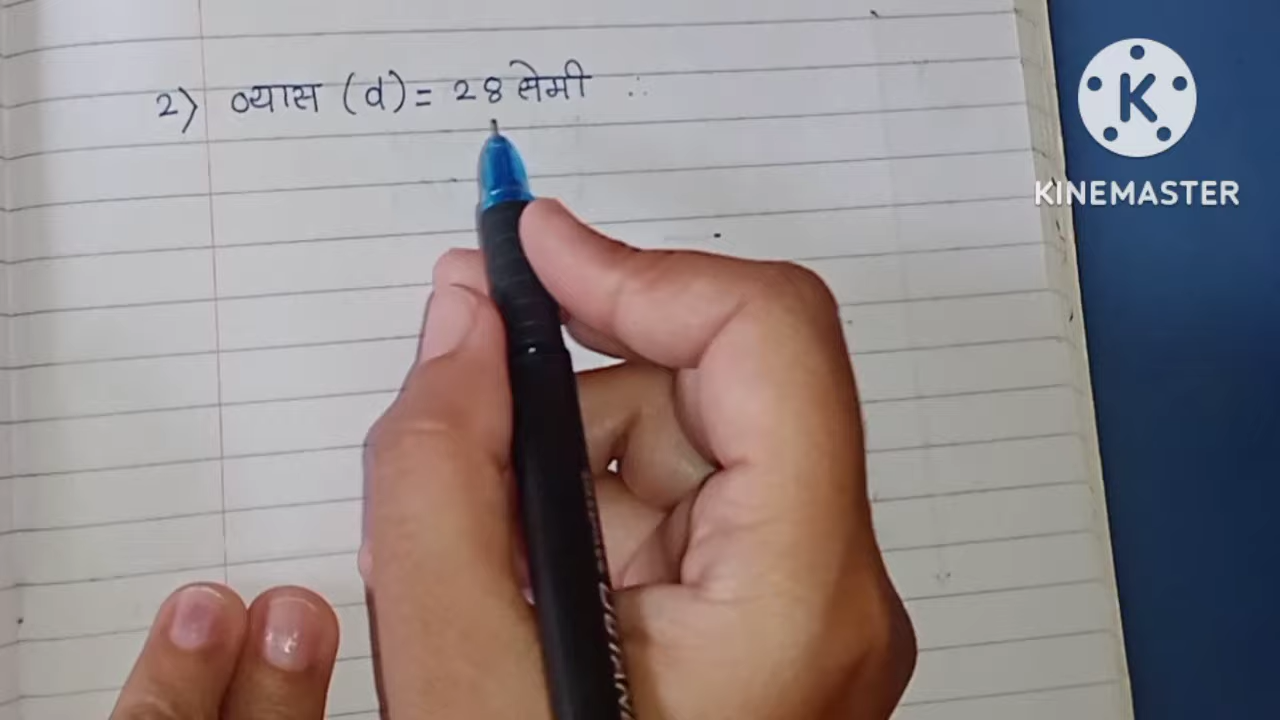 2) व्यास (d) = 28 सेमी ∴
KINEMASTER